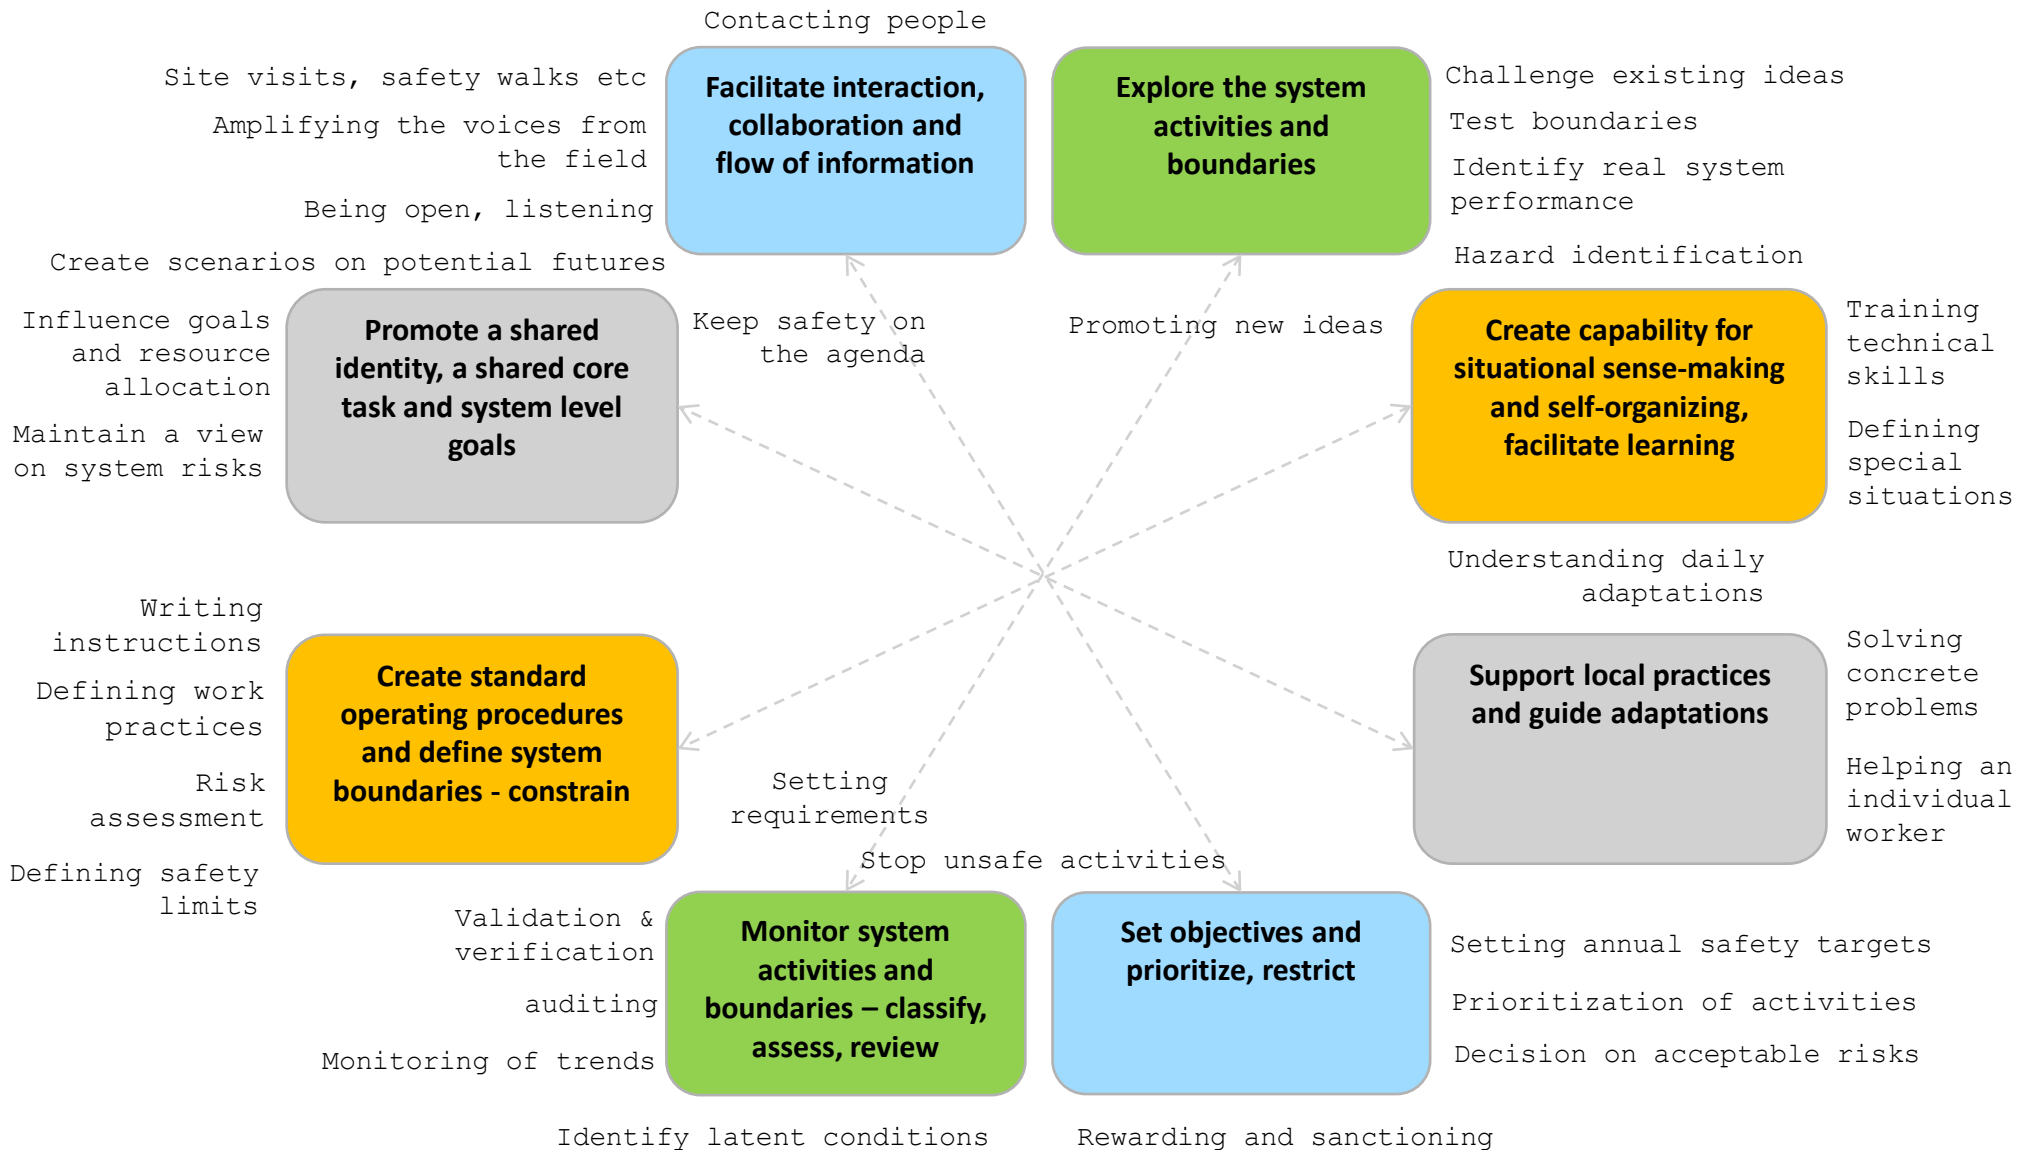 Contacting people
Site visits, safety walks etc
Amplifying the voices from
the field
Being open, listening
Facilitate interaction,
collaboration and
flow of information
Explore the system
activities and
boundaries
Challenge existing ideas
Test boundaries
Identify real system
performance
Hazard identification
Create scenarios on potential futures
Influence goals
and resource
allocation
Maintain a view
on system risks
Promote a shared
identity, a shared core
task and system level
goals
Keep safety on
the agenda
Promoting new ideas
Create capability for
situational sense-making
and self-organizing,
facilitate learning
Training
technical
skills
Defining
special
situations
Understanding daily
adaptations
Writing
instructions
Defining work
practices
Risk
assessment
Defining safety
limits
Create standard
operating procedures
and define system
boundaries - constrain
Setting
requirements
Support local practices
and guide adaptations
Solving
concrete
problems
Helping an
individual
worker
Stop unsafe activities
Validation &
verification
auditing
Monitoring of trends
Monitor system
activities and
boundaries – classify,
assess, review
Set objectives and
prioritize, restrict
Setting annual safety targets
Prioritization of activities
Decision on acceptable risks
Identify latent conditions
Rewarding and sanctioning